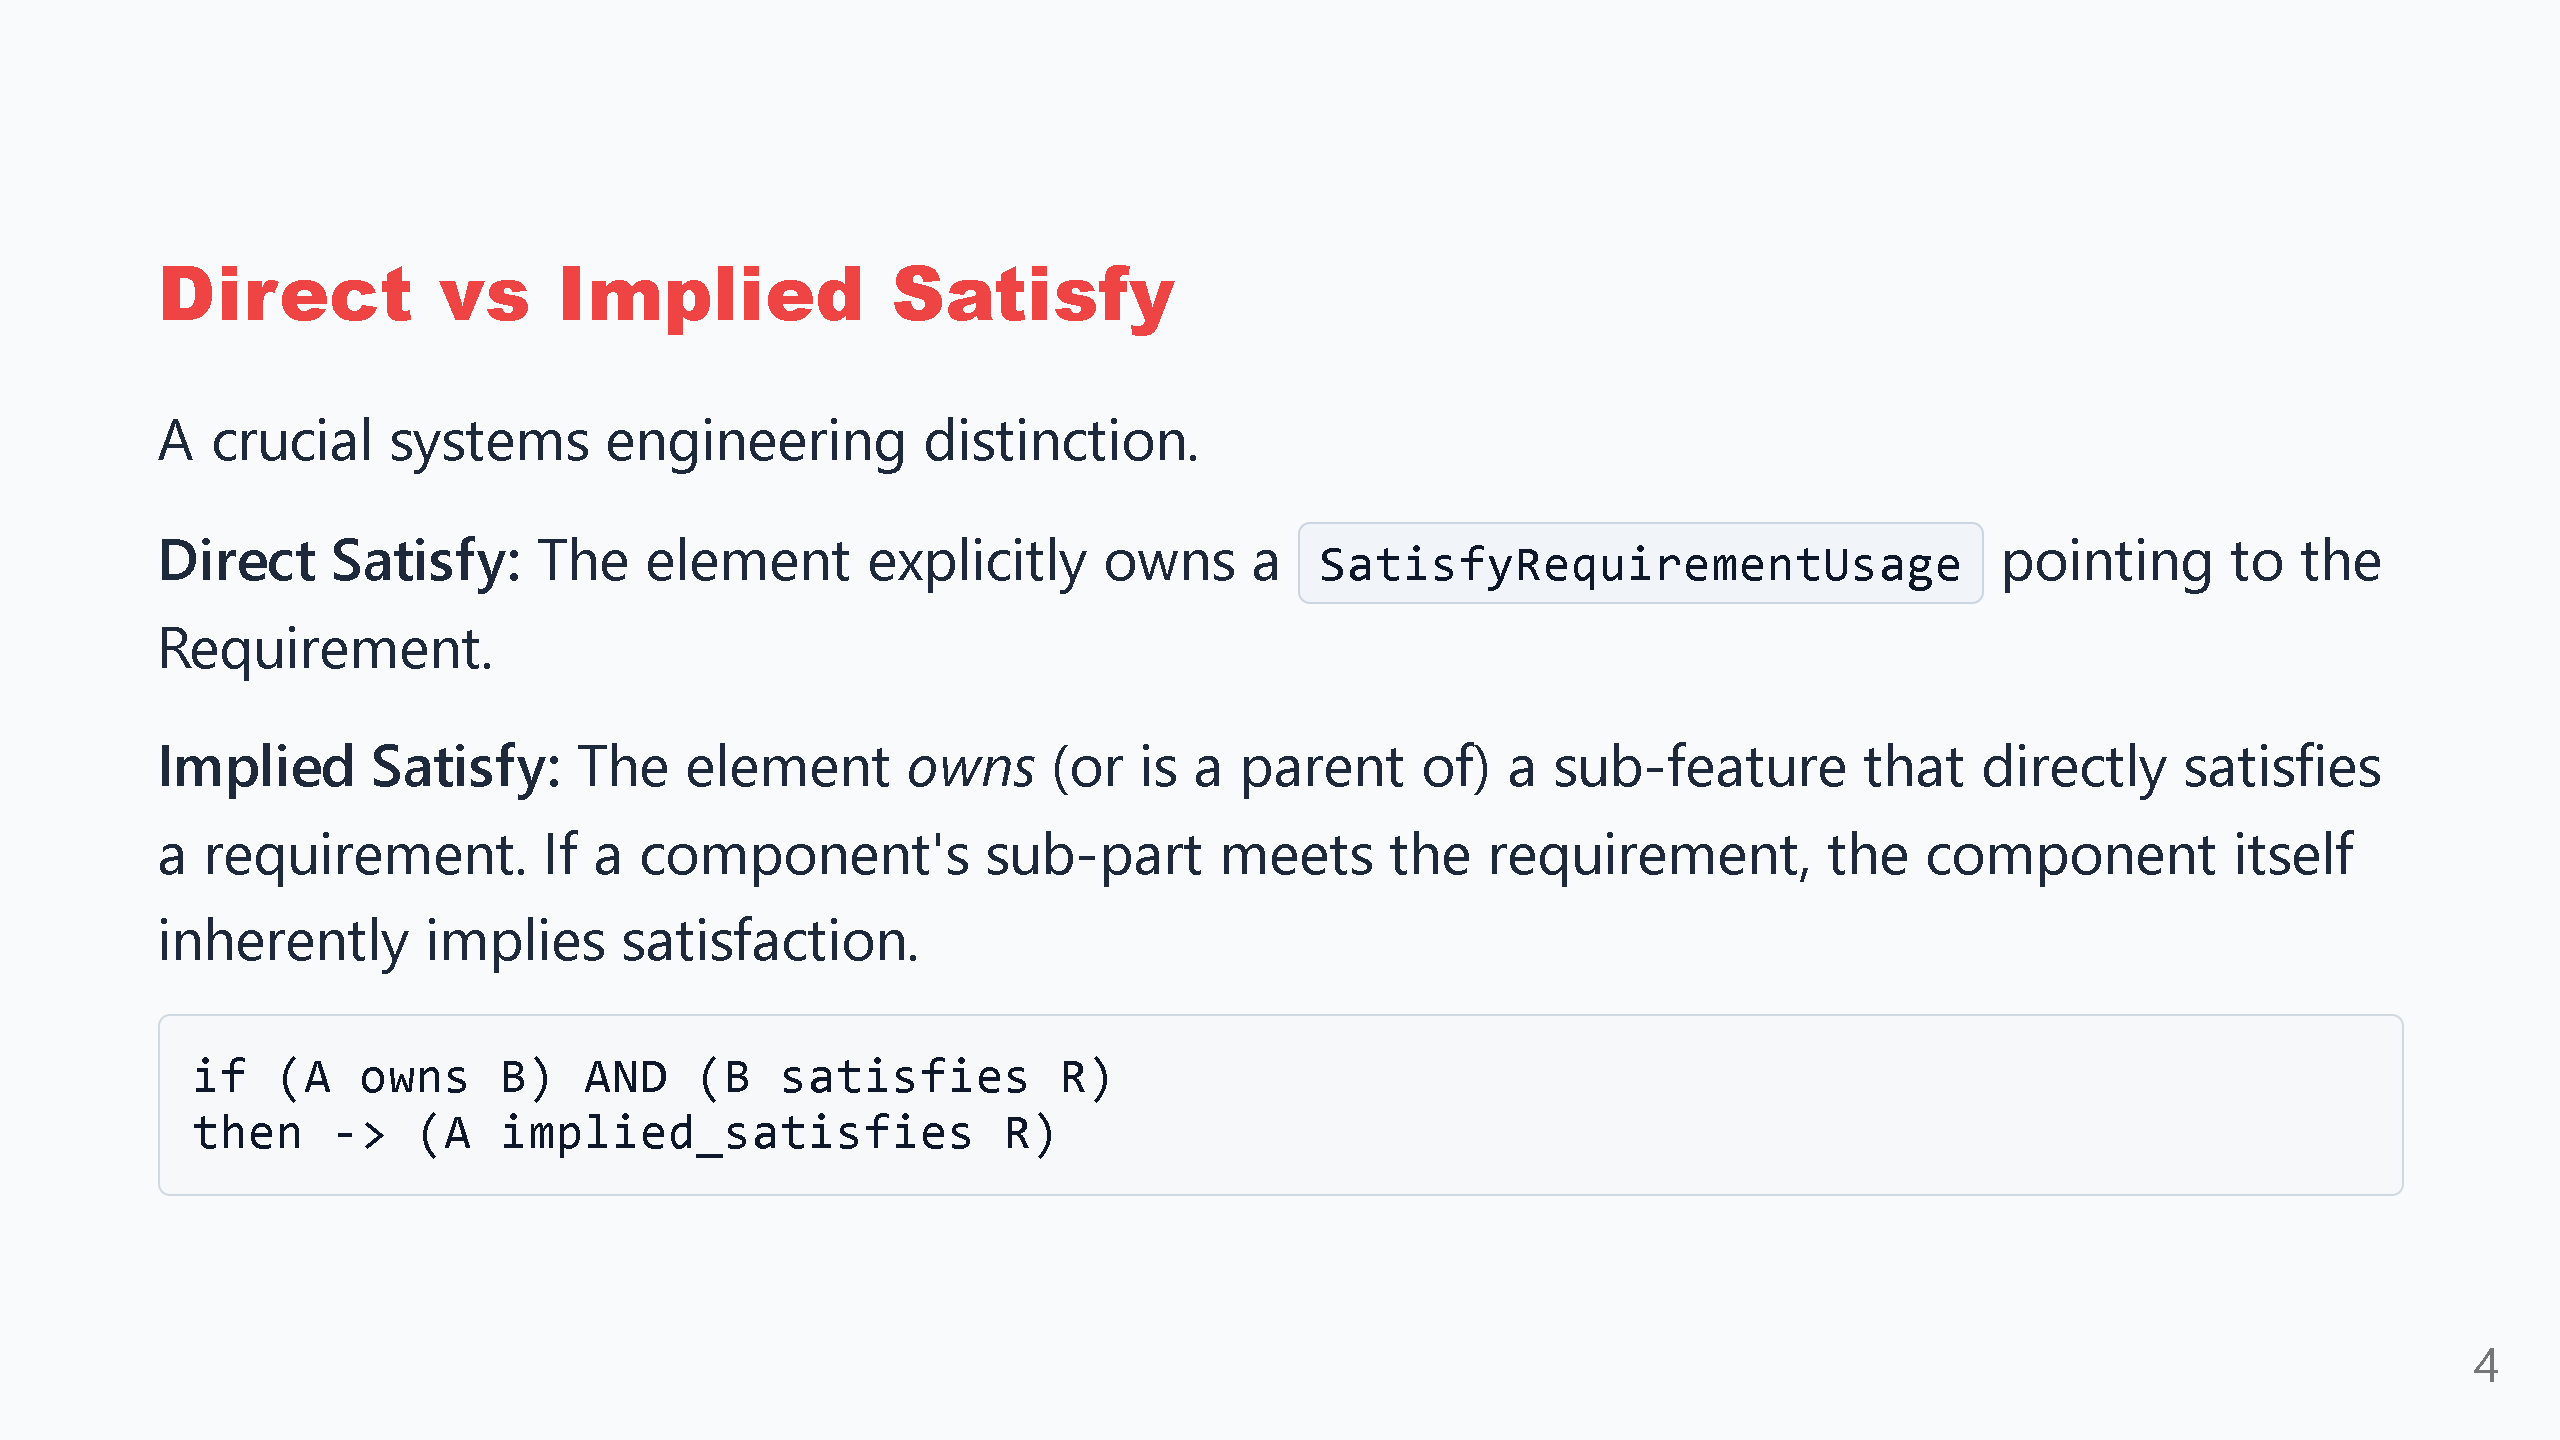 Direct vs Implied Satisfy
A crucial systems engineering distinction.
Direct Satisfy: The element explicitly owns a SatisfyRequirementUsage pointing to the
Requirement.
Implied Satisfy: The element owns (or is a parent of) a sub-feature that directly satisfies
a requirement. If a component's sub-part meets the requirement, the component itself
inherently implies satisfaction.
if (A owns B) AND (B satisfies R)
then -> (A implied_satisfies R)
4